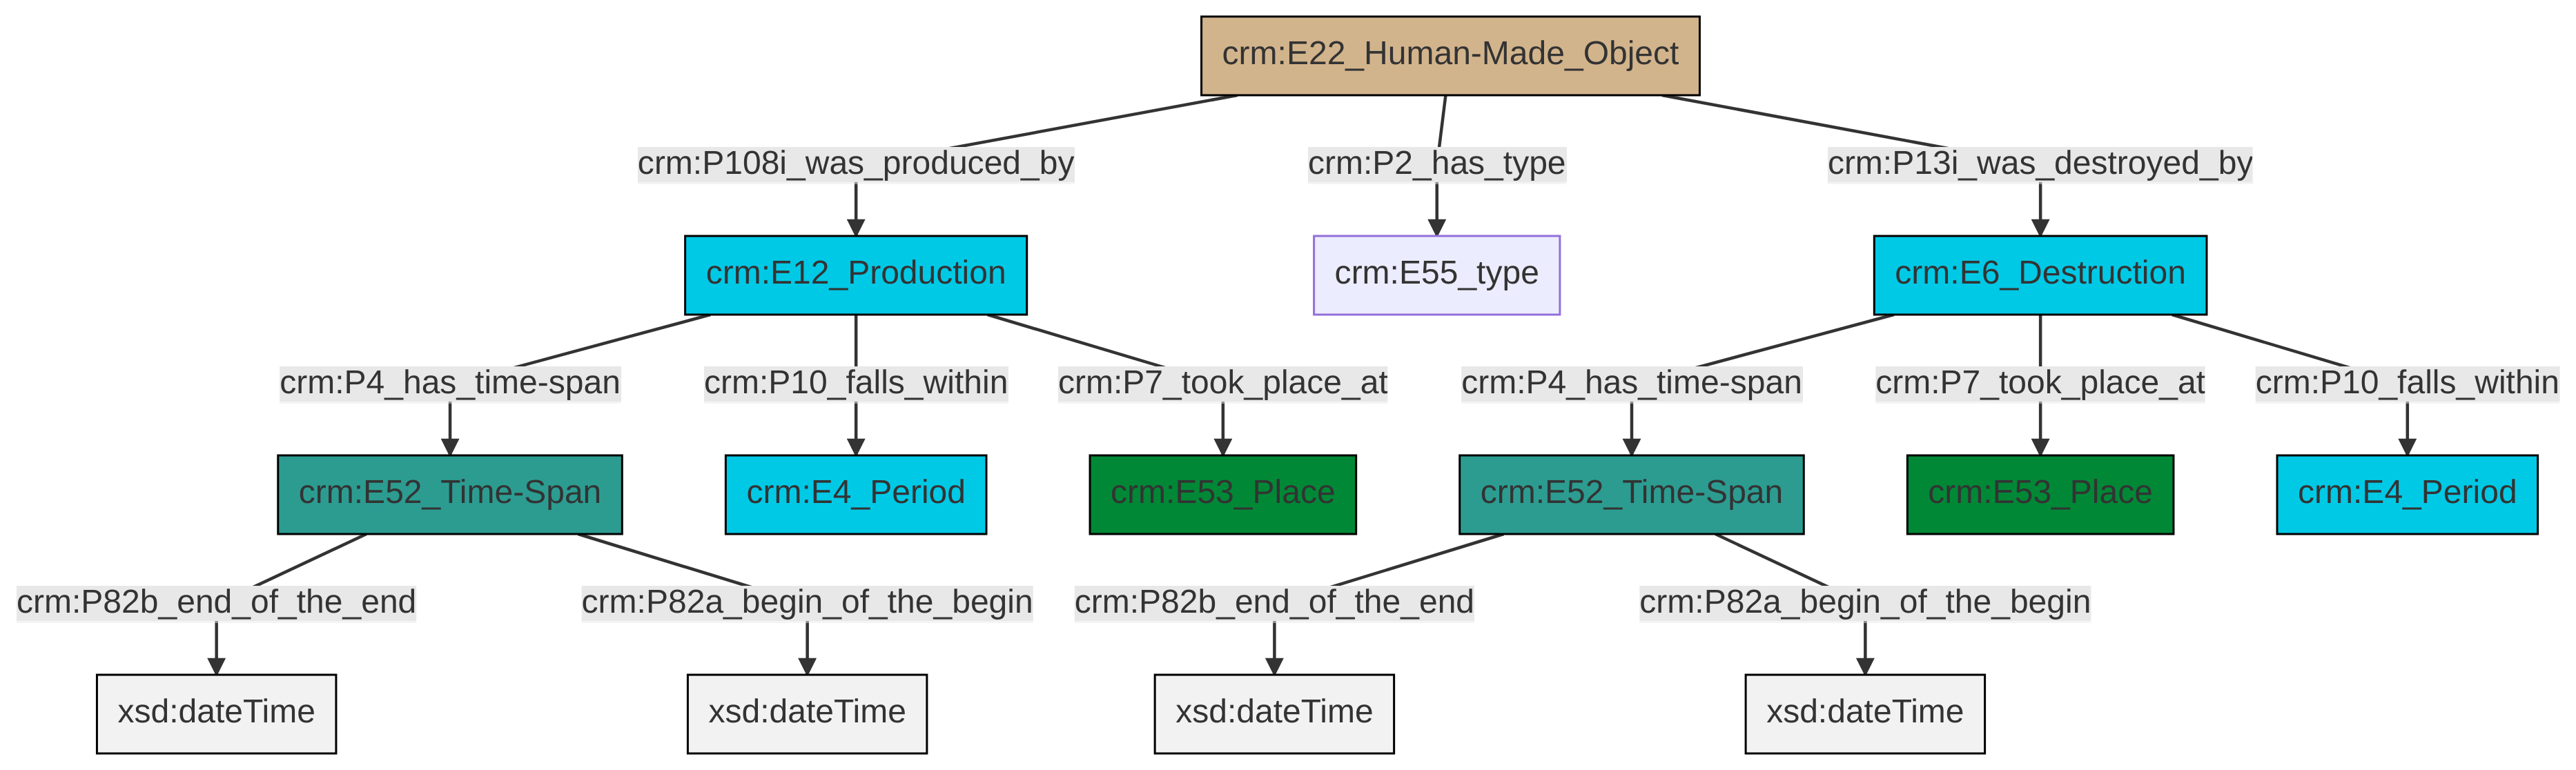 crm:E22_Human-Made_Object
crm:P108i_was_produced_by
crm:P2_has_type
crm:P13i_was_destroyed_by
crm:E12_Production
crm:E55_type
crm:E6_Destruction
crm:P4_has_time-span
crm:P10_falls_within
crm:P7_took_place_at
crm:P4_has_time-span
crm:P7_took_place_at
crm:P10_falls_within
crm:E52_Time-Span
crm:E4_Period
crm:E53_Place
crm:E52_Time-Span
crm:E53_Place
crm:E4_Period
crm:P82b_end_of_the_end
crm:P82a_begin_of_the_begin
crm:P82b_end_of_the_end
crm:P82a_begin_of_the_begin
xsd:dateTime
xsd:dateTime
xsd:dateTime
xsd:dateTime